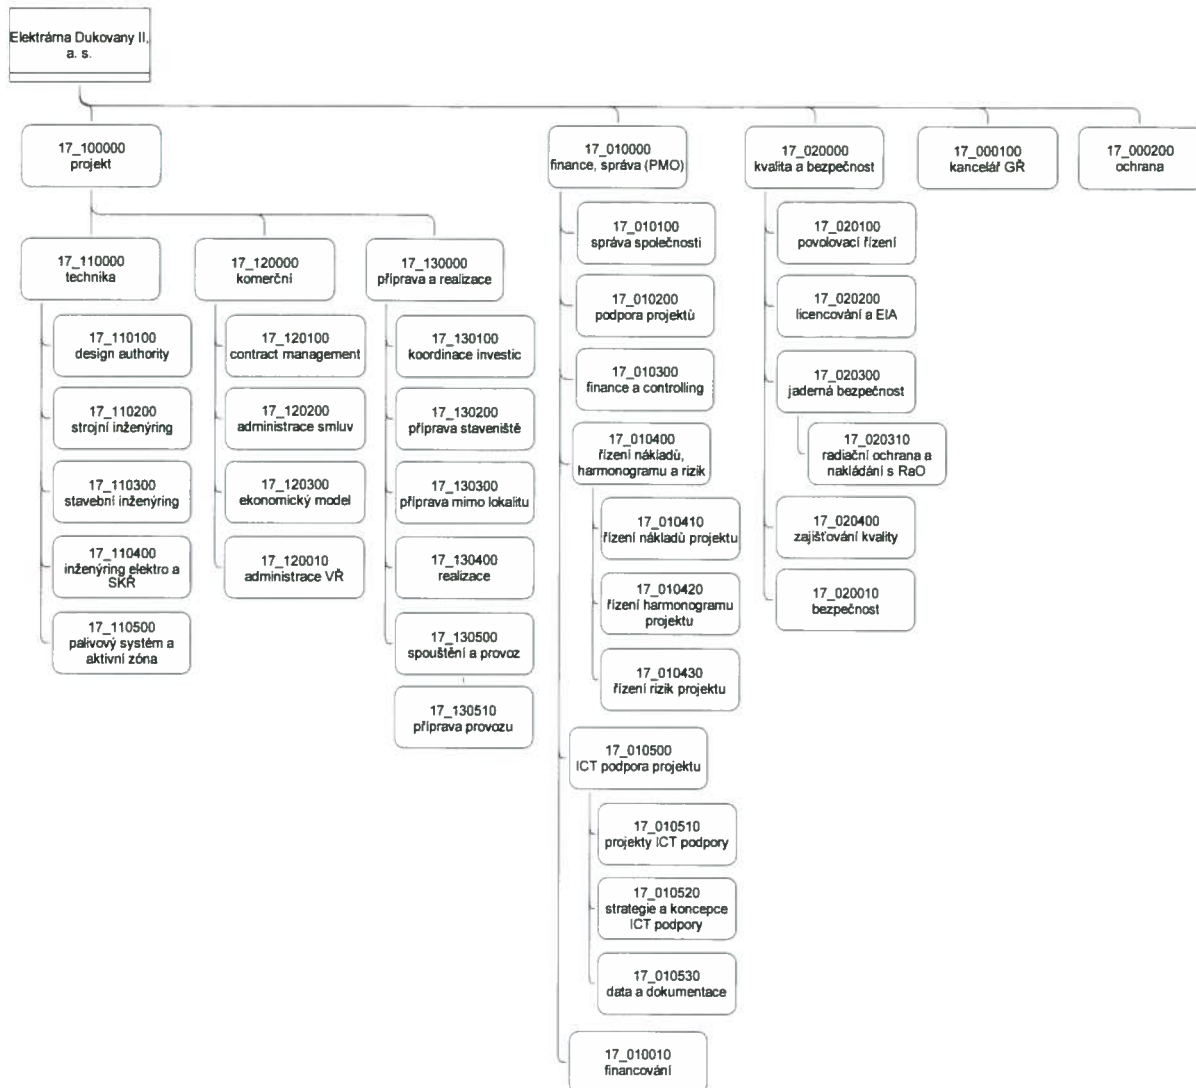 Elektrárna Dukovany II,
a. s.
17_100000
projekt
17_010000
finance, správa (PMO)
17_020000
kvalita a bezpečnost
17_000100
kancelář GŘ
17_000200
ochrana
17_110000
technika
17_120000
komerční
17_130000
příprava a realizace
17_110100
design authority
17_110200
strojní inženýring
17_110300
stavební inženýring
17_110400
inženýring elektro a
SKŘ
17_110500
palivový systém a
aktivní zóna
17_120100
contract management
17_120200
administrace smluv
17_120300
ekonomický model
17_120010
administrace VŘ
17_130100
koordinace investic
17_130200
příprava staveniště
17_130300
příprava mimo lokalitu
17_130400
realizace
17_130500
spouštění a provoz
17_130510
příprava provozu
17_010100
správa společnosti
17_010200
podpora projektů
17_010300
finance a controlling
17_010400
řízení nákladů,
harmonogramu a rizik
17_010410
řízení nákladů projektu
17_010420
řízení harmonogramu
projektu
17_010430
řízení rizik projektu
17_010500
ICT podpora projektu
17_010510
projekty ICT podpory
17_010520
strategie a koncepce
ICT podpory
17_010530
data a dokumentace
17_010010
financování
17_020100
povolovací řízení
17_020200
licencování a EIA
17_020300
jaderná bezpečnost
17_020310
radiační ochrana a
nakládání s RaO
17_020400
zajišťování kvality
17_020010
bezpečnost